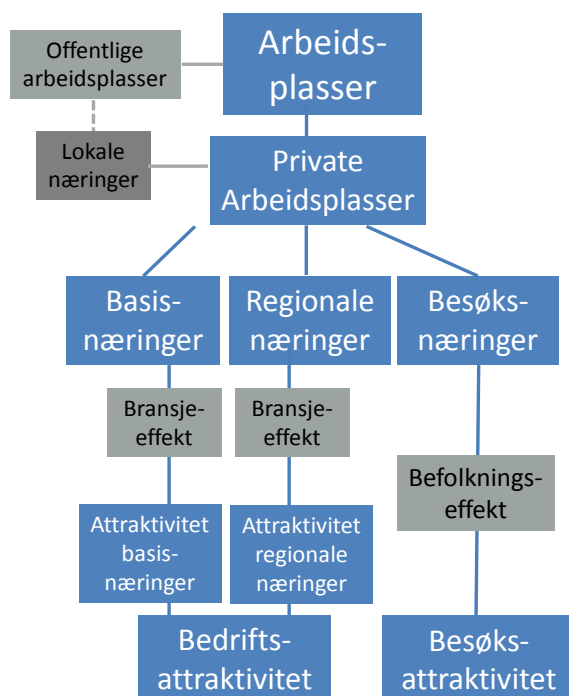 Offentlige
arbeidsplasser
Arbeids-
plasser
Lokale
næringer
Private
Arbeidsplasser
Basis-
næringer
Regionale
næringer
Besøks-
næringer
Bransje-
effekt
Bransje-
effekt
Befolknings-
effekt
Attraktivitet
basis-
næringer
Attraktivitet
regionale
næringer
Bedrifts-
attraktivitet
Besøks-
attraktivitet